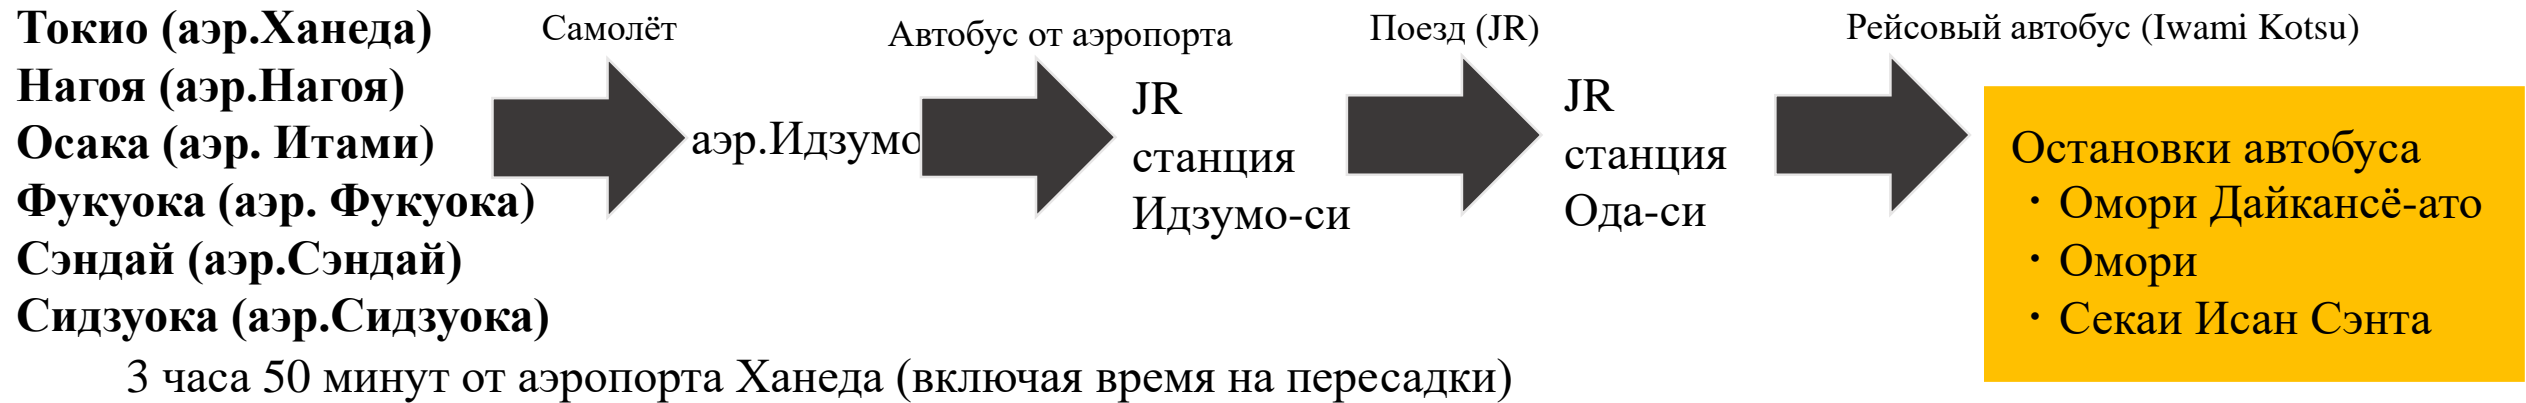 Токио (аэр.Ханеда)
Нагоя (аэр.Нагоя)
Осака (аэр. Итами)
Фукуока (аэр. Фукуока)
Сэндай (аэр.Сэндай)
Сидзуока (аэр.Сидзуока)
Самолёт
аэр.Идзумо
Автобус от аэропорта
JR
станция
Идзумо-си
Поезд (JR)
JR
станция
Ода-си
Рейсовый автобус (Iwami Kotsu)
Остановки автобуса
・Омори Дайкансё-ато
・Омори
・Секаи Исан Сэнта
3 часа 50 минут от аэропорта Ханеда (включая время на пересадки)